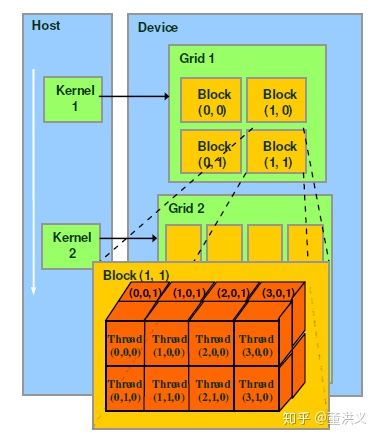 Host
Device
Grid 1
Kernel
1
Block
(0, 0)
Block
(1, 0)
Block
(0, 1)
Block
(1, 1)
Grid 2
Kernel
2
Block (1, 1)
(0,0,1) (1,0,1) (2,0,1) (3,0,1)
Thread Thread Thread Thread
(0,0,0) (1,0,0) (2,0,0) (3,0,0)
Thread Thread Thread Thread
(0,1,0) (1,1,0) (2,1,0) (3,1,0)
知乎 @董洪义